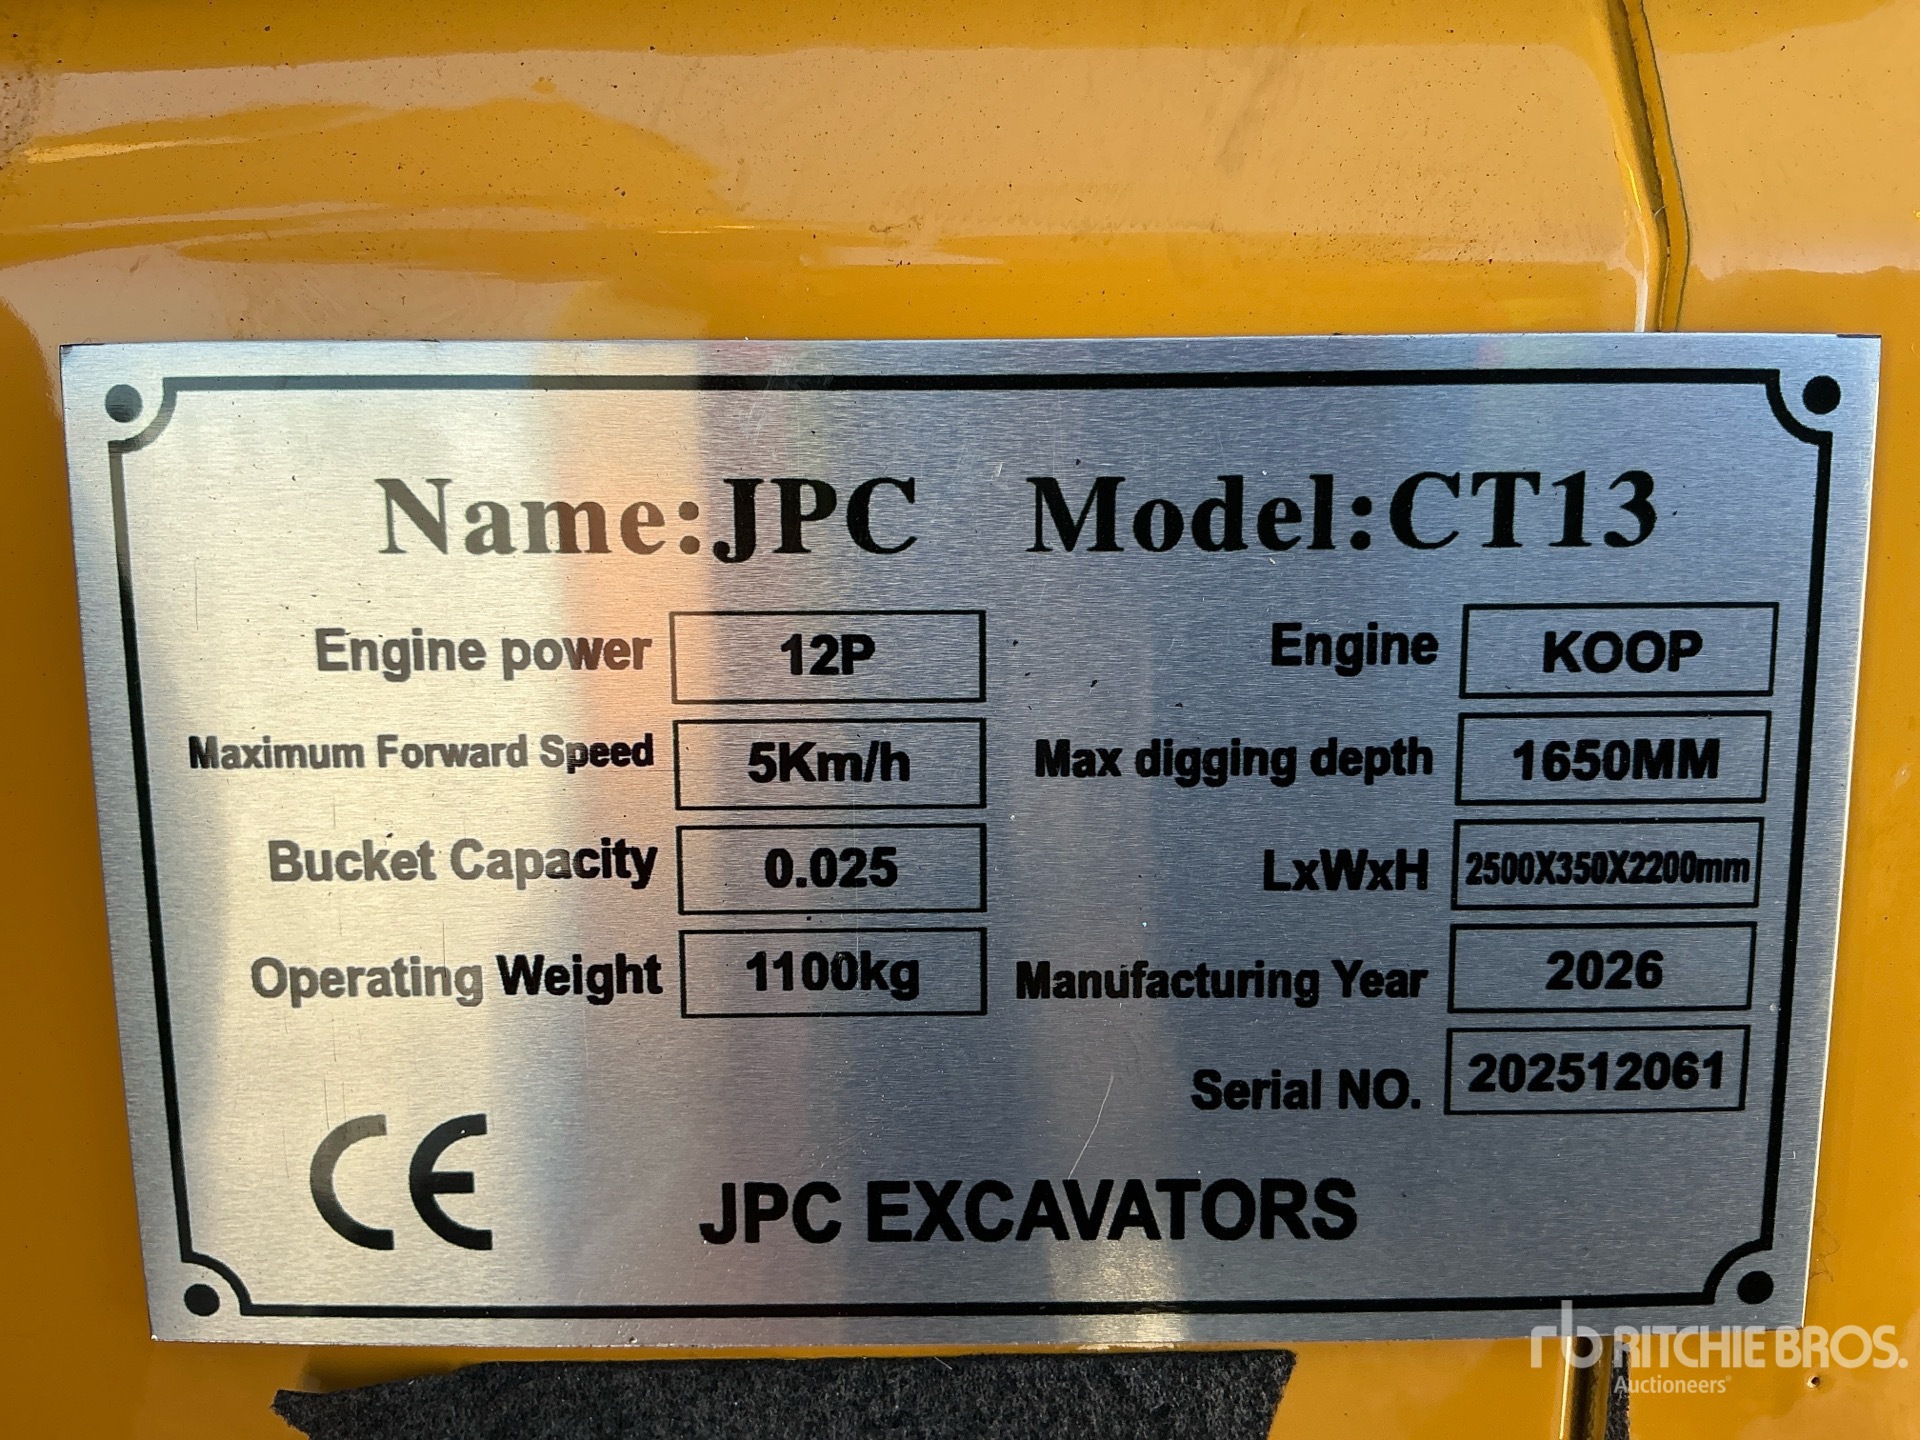 Name:JPC Model:CT13
Engine power 12P Engine KOOP
Maximum Forward Speed 5Km/h Max digging depth 1650MM
Bucket Capacity 0.025 LxWxH 2500X350X2200mm
Operating Weight 1100kg Manufacturing Year 2026
Serial NO. 202512061
CE JPC EXCAVATORS
rb RITCHIE BROS.
Auctioneers